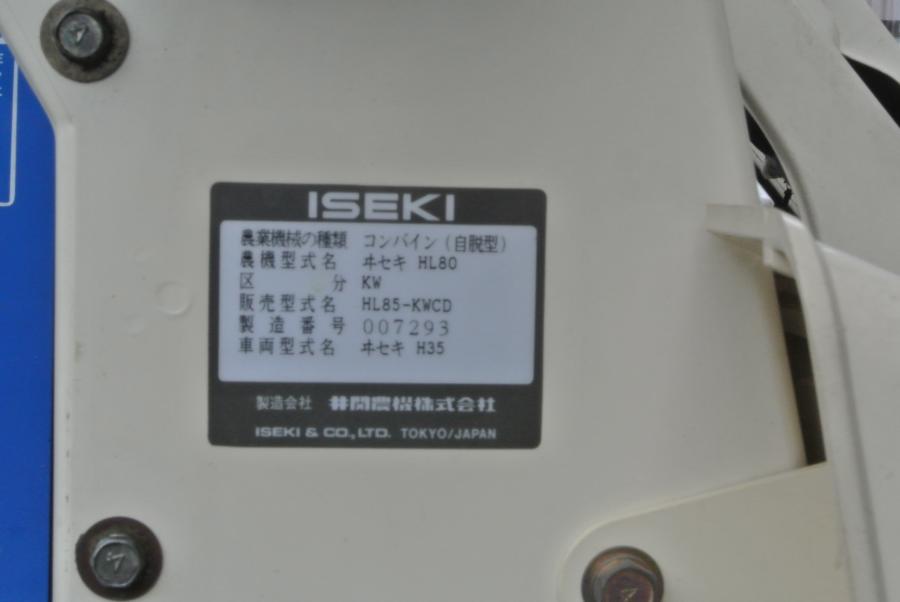 ISEKI
農業機械の種類 コンバイン(自脱型)
農機型式名 ヰセキ HL80
区分 KW
販売型式名 HL85-KWCD
製造番号 007293
車両型式名 ヰセキ H35
製造会社 井関農機株式会社
ISEKI & CO., LTD. TOKYO/JAPAN